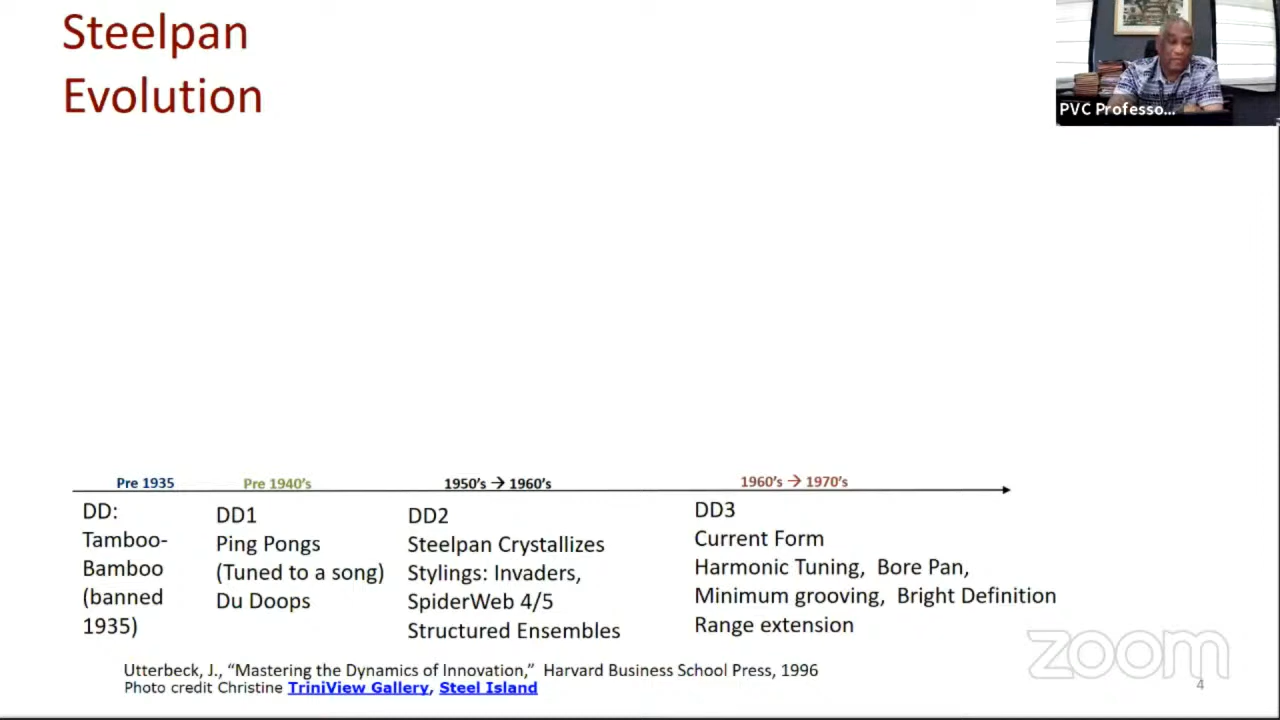 Steelpan
Evolution
PVC Professo...
Pre 1935
Pre 1940's
1950's → 1960's
1960's → 1970's
DD:
Tamboo-
Bamboo
(banned
1935)
DD1
Ping Pongs
(Tuned to a song)
Du Doops
DD2
Steelpan Crystallizes
Stylings: Invaders,
SpiderWeb 4/5
Structured Ensembles
DD3
Current Form
Harmonic Tuning, Bore Pan,
Minimum grooving, Bright Definition
Range extension
Utterbeck, J., “Mastering the Dynamics of Innovation,” Harvard Business School Press, 1996
Photo credit Christine TriniView Gallery, Steel Island
zoom
4